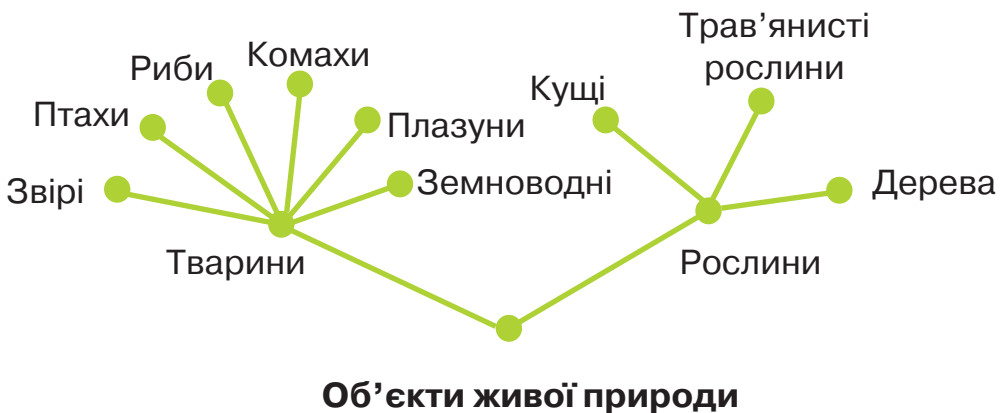 Трав’янисті
рослини
Комахи
Риби
Кущі
Птахи
Плазуни
Звірі
Земноводні
Дерева
Тварини
Рослини
Об’єкти живої природи